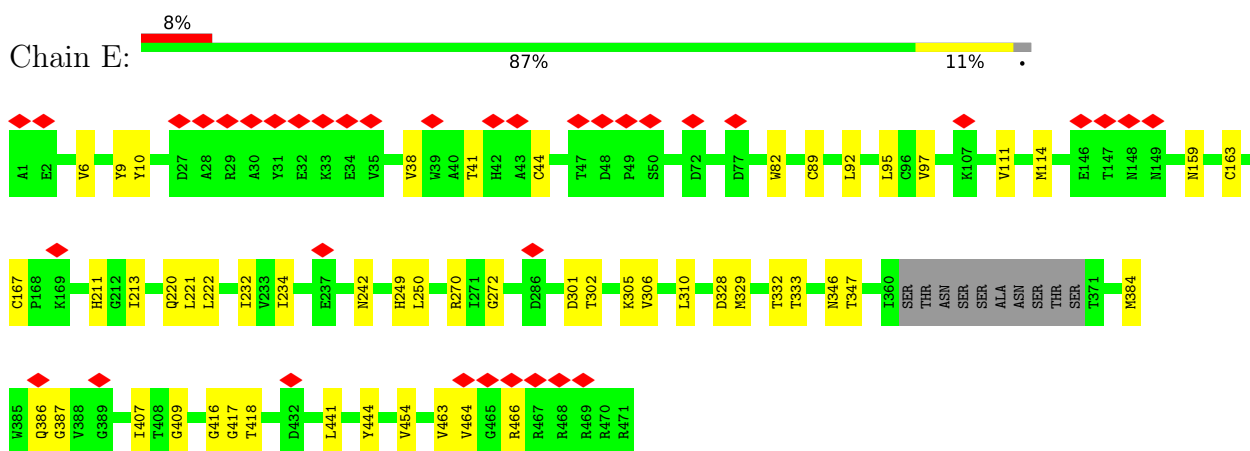 8%
Chain E:
87% 11% •
A1 E2 V6 Y9 Y10 D27 A28 R29 A30 Y31 E32 K33 E34 V35 V38 W39 A40 T41 H42 A43 C44 T47 D48 P49 S50 D72 D77 W82 C89 L92 L95 C96 V97 K107 V111 M114 E146 T147 N148 N149 N159 C163
C167 P168 K169 H211 G212 I213 Q220 L221 L222 I232 V233 I234 E237 N242 H249 L250 R270 I271 G272 D286 D301 T302 K305 V306 L310 D328 M329 T332 T333 N346 T347 I360 SER THR ASN SER SER ALA ASN SER THR SER T371 M384
W385 Q386 G387 V388 G389 I407 T408 G409 G416 G417 T418 D432 L441 Y444 V454 V463 V464 G465 R466 R467 R468 R469 R470 R471